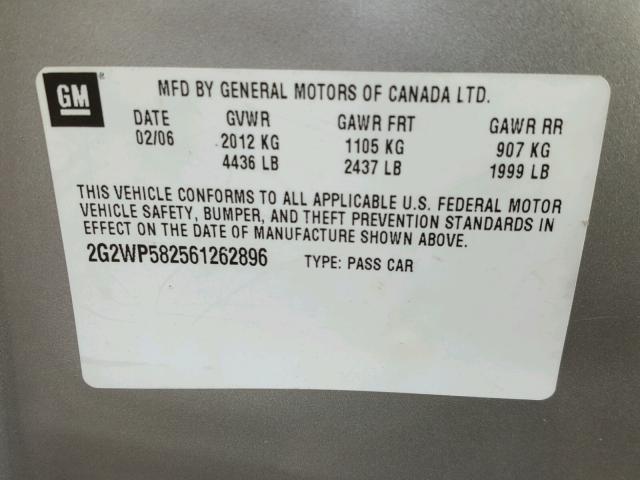 GM ®
MFD BY GENERAL MOTORS OF CANADA LTD.
DATE GVWR GAWR FRT GAWR RR
02/06 2012 KG 1105 KG 907 KG
4436 LB 2437 LB 1999 LB
THIS VEHICLE CONFORMS TO ALL APPLICABLE U.S. FEDERAL MOTOR
VEHICLE SAFETY, BUMPER, AND THEFT PREVENTION STANDARDS IN
EFFECT ON THE DATE OF MANUFACTURE SHOWN ABOVE.
2G2WP582561262896 TYPE: PASS CAR